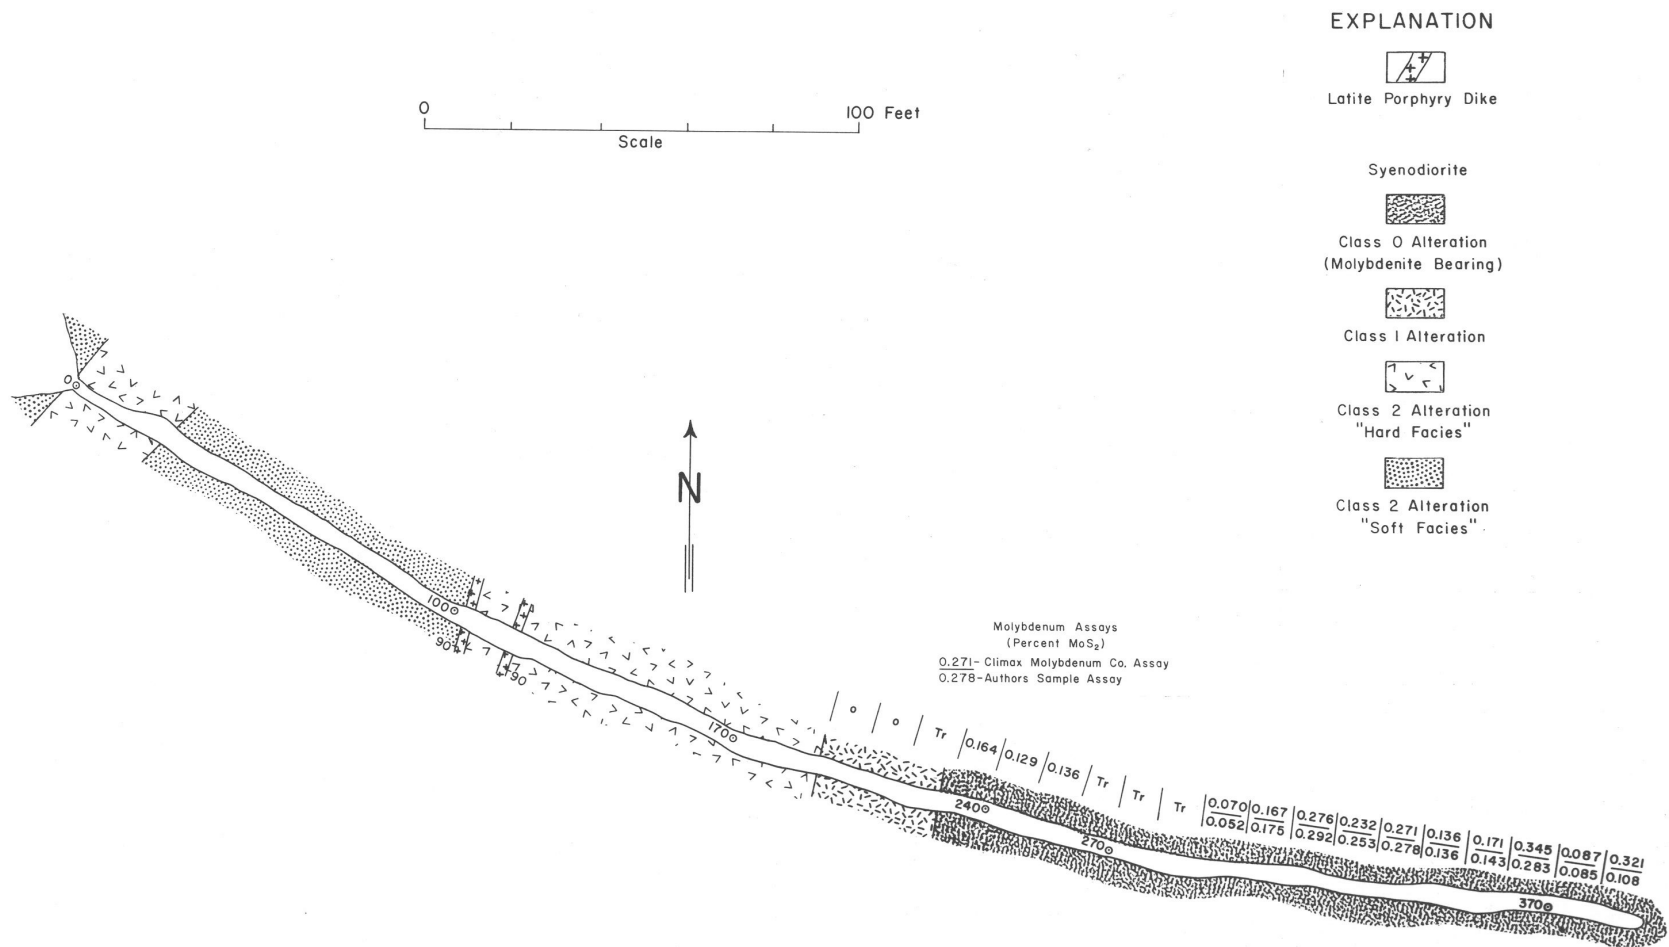 EXPLANATION
Latite Porphyry Dike
Syenodiorite
Class 0 Alteration
(Molybdenite Bearing)
Class 1 Alteration
Class 2 Alteration
"Hard Facies"
Class 2 Alteration
"Soft Facies"
0
100 Feet
Scale
N
0
100
90
90
170
240
270
370
Molybdenum Assays
(Percent MoS2)
0.271- Climax Molybdenum Co. Assay
0.278-Authors Sample Assay
0
0
Tr
0.164
0.129
0.136
Tr
Tr
Tr
0.070
0.052
0.167
0.175
0.276
0.292
0.232
0.253
0.271
0.278
0.136
0.136
0.171
0.143
0.345
0.283
0.087
0.085
0.321
0.108